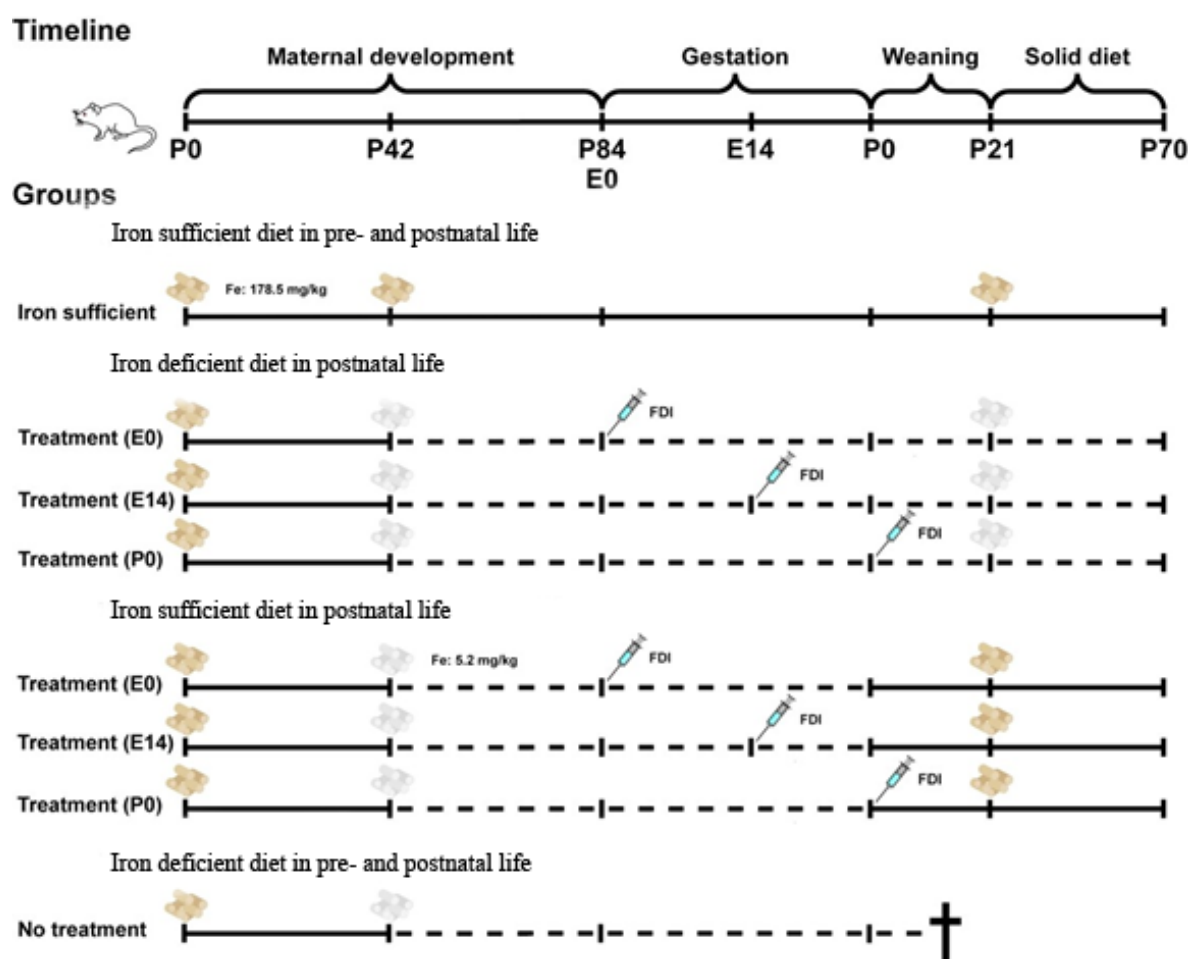 Timeline
Maternal development Gestation Weaning Solid diet
P0 P42 P84 E14 P0 P21 P70
E0
Groups
Iron sufficient diet in pre- and postnatal life
Fe: 178.5 mg/kg
Iron sufficient
Iron deficient diet in postnatal life
FDI
Treatment (E0)
FDI
Treatment (E14)
FDI
Treatment (P0)
Iron sufficient diet in postnatal life
Fe: 5.2 mg/kg FDI
Treatment (E0)
FDI
Treatment (E14)
FDI
Treatment (P0)
Iron deficient diet in pre- and postnatal life
No treatment